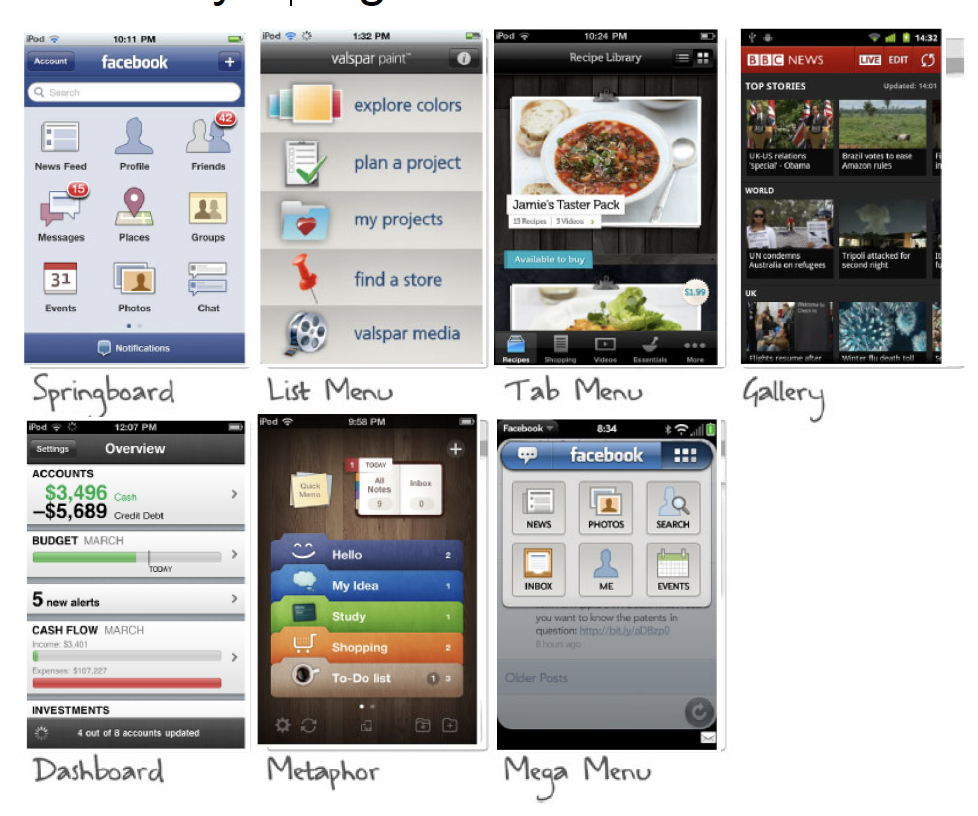 iPod 10:11 PM
Account facebook +
Search
42
News Feed Profile Friends
15
Messages Places Groups
31
Events Photos Chat
Notifications
Springboard
iPod 1:32 PM
valspar paint™ i
explore colors
plan a project
my projects
find a store
valspar media
List Menu
iPod 10:24 PM
Recipe Library
Jamie's Taster Pack
13 Recipes 3 Videos >
Available to buy
$1.99
Recipes Shopping Videos Essentials More
Tab Menu
14:32
BBC NEWS LIVE EDIT
TOP STORIES Updated: 14:01
UK-US relations Brazil votes to ease
'special' - Obama Amazon rules
WORLD
UN condemns Tripoli attacked for
Australia on refugees second night
UK
Flights resume after Winter flu death toll
Gallery
iPod 12:07 PM
Settings Overview
ACCOUNTS
$3,496 Cash
–$5,689 Credit Debt
BUDGET MARCH
TODAY
5 new alerts
CASH FLOW MARCH
Income: $3,401
Expenses: $107,227
INVESTMENTS
4 out of 8 accounts updated
Dashboard
iPod 9:58 PM
+
1 TODAY
Quick All Inbox
Memo Notes
9 0
Hello 2
My Idea 1
Study 1
Shopping 2
To-Do list 1 3
Metaphor
Facebook 8:34
facebook
NEWS PHOTOS SEARCH
INBOX ME EVENTS
you want to know the patents in
question: http://bit.ly/aDBzp0
8 hours ago
Older Posts
Mega Menu